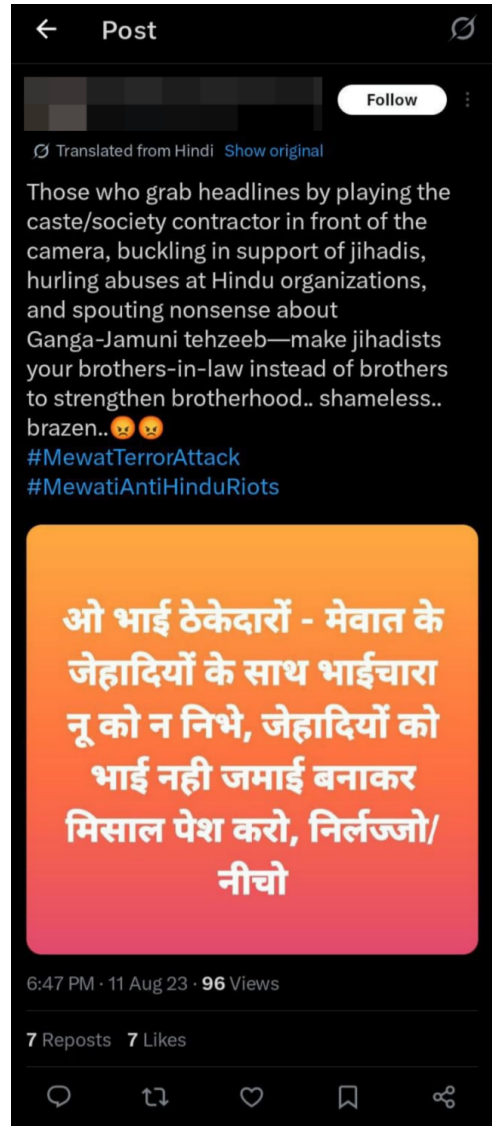 Post
Follow
Translated from Hindi Show original
Those who grab headlines by playing the
caste/society contractor in front of the
camera, buckling in support of jihadis,
hurling abuses at Hindu organizations,
and spouting nonsense about
Ganga-Jamuni tehzeeb—make jihadists
your brothers-in-law instead of brothers
to strengthen brotherhood.. shameless..
brazen..😡😡
#MewatTerrorAttack
#MewatiAntiHinduRiots
ओ भाई ठेकेदारों - मेवात के
जेहादियों के साथ भाईचारा
नू को न निभे, जेहादियों को
भाई नही जमाई बनाकर
मिसाल पेश करो, निर्लज्जो/
नीचो
6:47 PM · 11 Aug 23 · 96 Views
7 Reposts 7 Likes